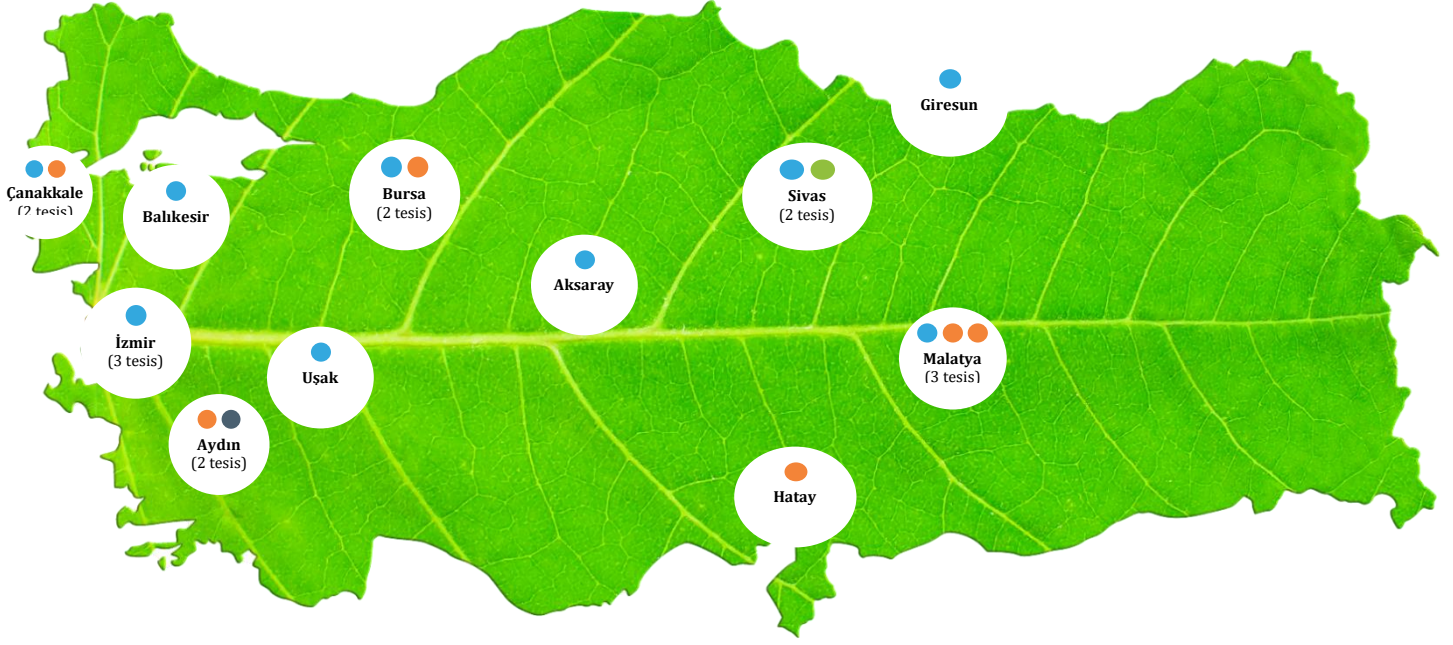 Giresun
Çanakkale
(2 tesis)
Balıkesir
Bursa
(2 tesis)
Sivas
(2 tesis)
Aksaray
İzmir
(3 tesis)
Uşak
Malatya
(3 tesis)
Aydın
(2 tesis)
Hatay